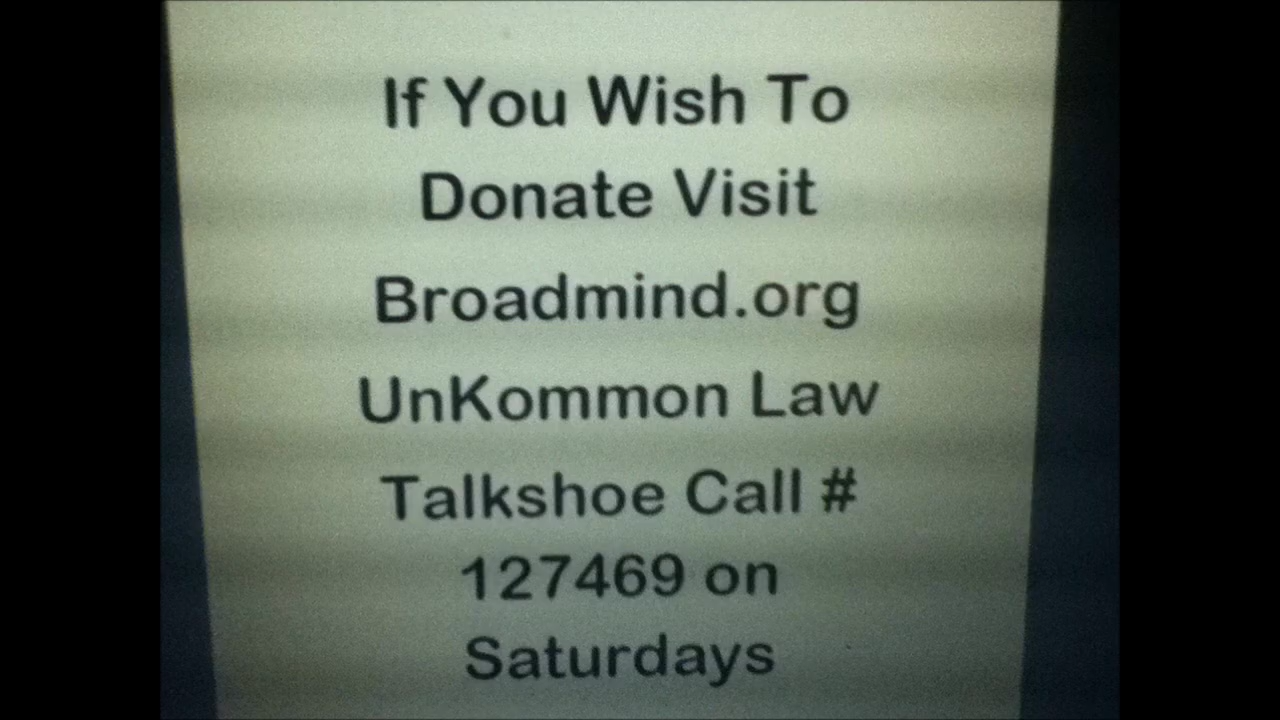 If You Wish To
Donate Visit
Broadmind.org
UnKommon Law
Talkshoe Call #
127469 on
Saturdays